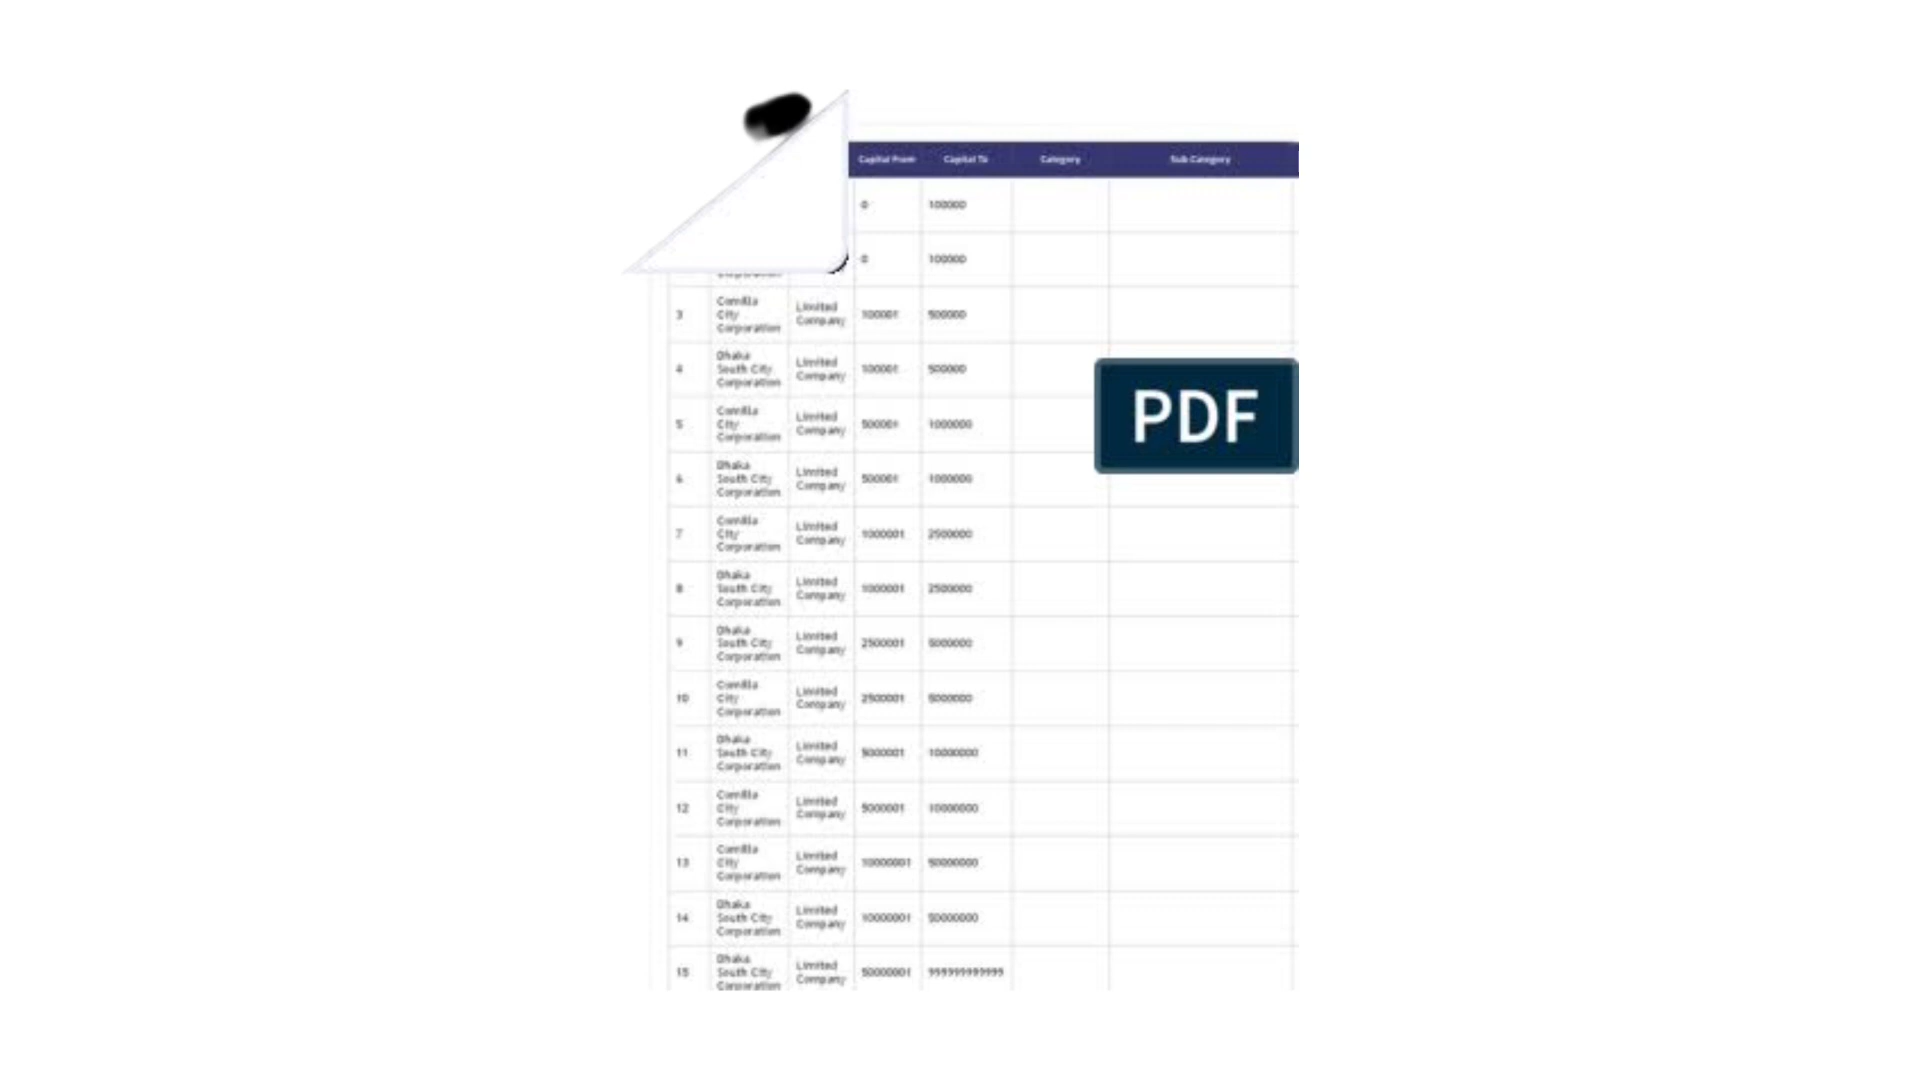 Capital From Capital To Category Sub Category
0 100000
0 100000
Corporation
3 Comilla City Corporation Limited Company 100001 500000
4 Dhaka South City Corporation Limited Company 100001 500000
PDF
5 Comilla City Corporation Limited Company 500001 1000000
6 Dhaka South City Corporation Limited Company 500001 1000000
7 Comilla City Corporation Limited Company 1000001 2500000
8 Dhaka South City Corporation Limited Company 1000001 2500000
9 Dhaka South City Corporation Limited Company 2500001 5000000
10 Comilla City Corporation Limited Company 2500001 5000000
11 Dhaka South City Corporation Limited Company 5000001 10000000
12 Comilla City Corporation Limited Company 5000001 10000000
13 Comilla City Corporation Limited Company 10000001 50000000
14 Dhaka South City Corporation Limited Company 10000001 50000000
15 Dhaka South City Corporation Limited Company 50000001 999999999999